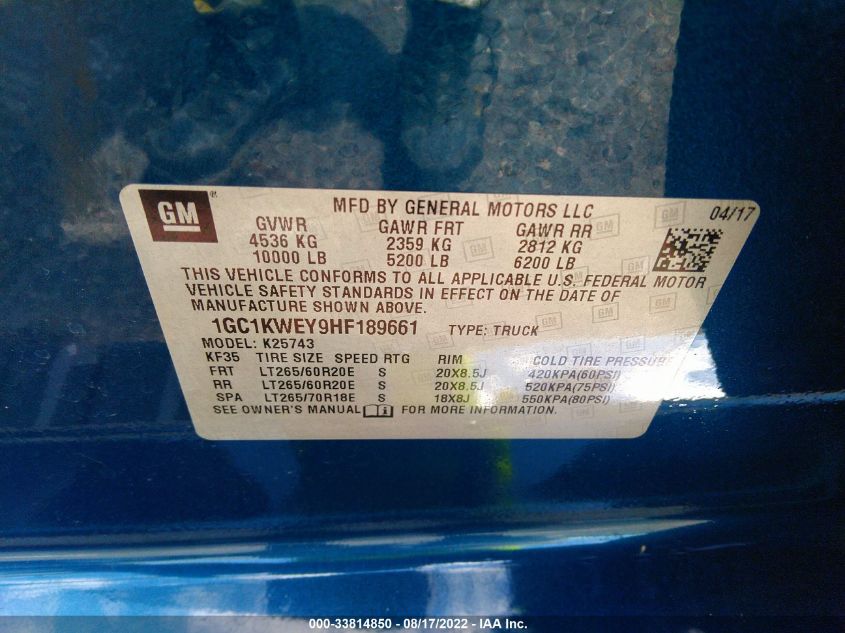 GM
MFD BY GENERAL MOTORS LLC
04/17
GVWR GAWR FRT GAWR RR
4536 KG 2359 KG 2812 KG
10000 LB 5200 LB 6200 LB
THIS VEHICLE CONFORMS TO ALL APPLICABLE U.S. FEDERAL MOTOR
VEHICLE SAFETY STANDARDS IN EFFECT ON THE DATE OF
MANUFACTURE SHOWN ABOVE.
1GC1KWEY9HF189661 TYPE: TRUCK
MODEL: K25743
KF35 TIRE SIZE SPEED RTG RIM COLD TIRE PRESSURE
FRT LT265/60R20E S 20X8.5J 420KPA(60PSI)
RR LT265/60R20E S 20X8.5J 520KPA(75PSI)
SPA LT265/70R18E S 18X8J 550KPA(80PSI)
SEE OWNER'S MANUAL FOR MORE INFORMATION.
000-33814850 - 08/17/2022 - IAA Inc.